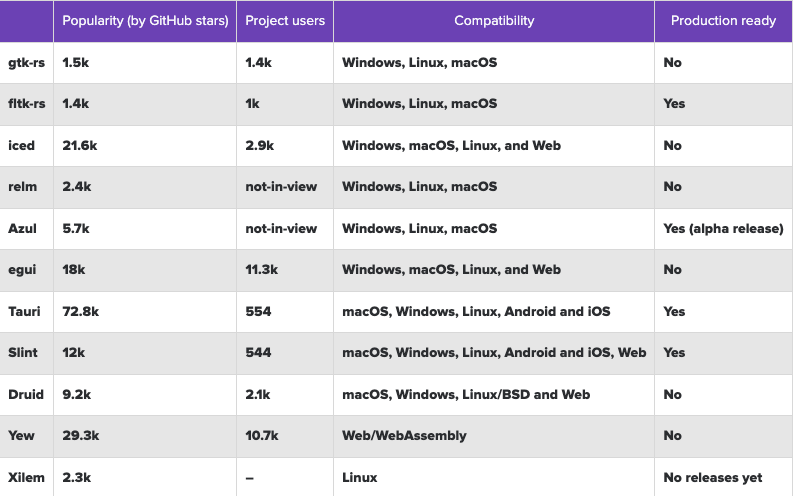 Popularity (by GitHub stars) Project users Compatibility Production ready
gtk-rs 1.5k 1.4k Windows, Linux, macOS No
fltk-rs 1.4k 1k Windows, Linux, macOS Yes
iced 21.6k 2.9k Windows, macOS, Linux, and Web No
relm 2.4k not-in-view Windows, Linux, macOS No
Azul 5.7k not-in-view Windows, Linux, macOS Yes (alpha release)
egui 18k 11.3k Windows, macOS, Linux, and Web No
Tauri 72.8k 554 macOS, Windows, Linux, Android and iOS Yes
Slint 12k 544 macOS, Windows, Linux, Android and iOS, Web Yes
Druid 9.2k 2.1k macOS, Windows, Linux/BSD and Web No
Yew 29.3k 10.7k Web/WebAssembly No
Xilem 2.3k – Linux No releases yet